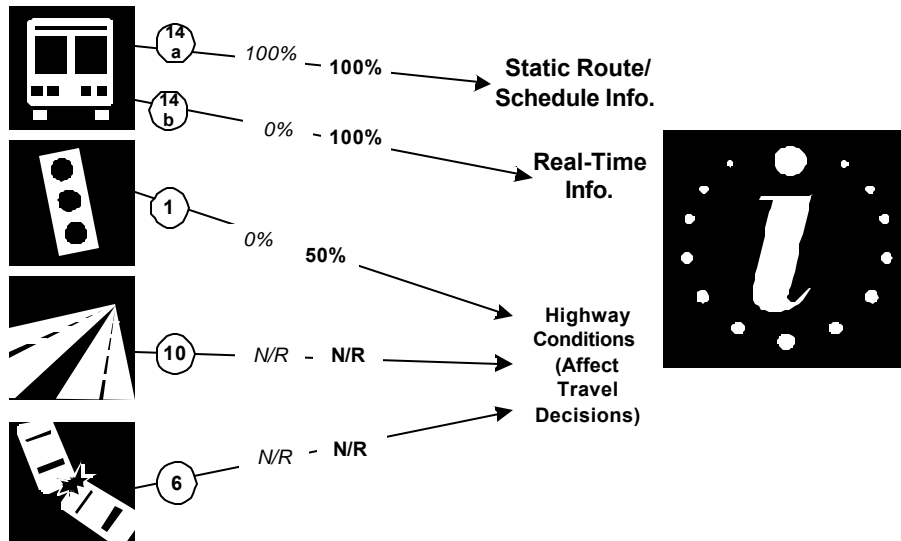 14
a
100%
100%
Static Route/
Schedule Info.
14
b
0%
100%
Real-Time
Info.
1
0%
50%
Highway
Conditions
(Affect
Travel
Decisions)
10
N/R - N/R
6
N/R - N/R
i